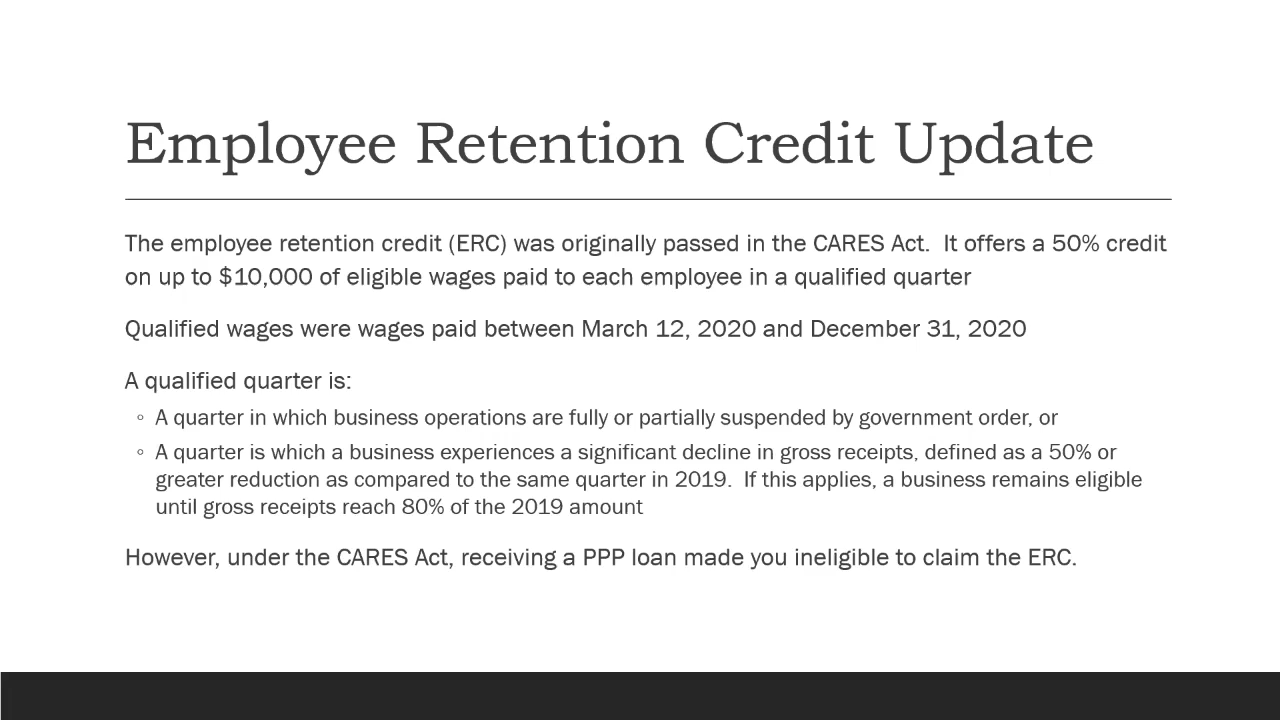 Employee Retention Credit Update
The employee retention credit (ERC) was originally passed in the CARES Act.  It offers a 50% credit
on up to $10,000 of eligible wages paid to each employee in a qualified quarter
Qualified wages were wages paid between March 12, 2020 and December 31, 2020
A qualified quarter is:
◦ A quarter in which business operations are fully or partially suspended by government order, or
◦ A quarter is which a business experiences a significant decline in gross receipts, defined as a 50% or
greater reduction as compared to the same quarter in 2019.  If this applies, a business remains eligible
until gross receipts reach 80% of the 2019 amount
However, under the CARES Act, receiving a PPP loan made you ineligible to claim the ERC.